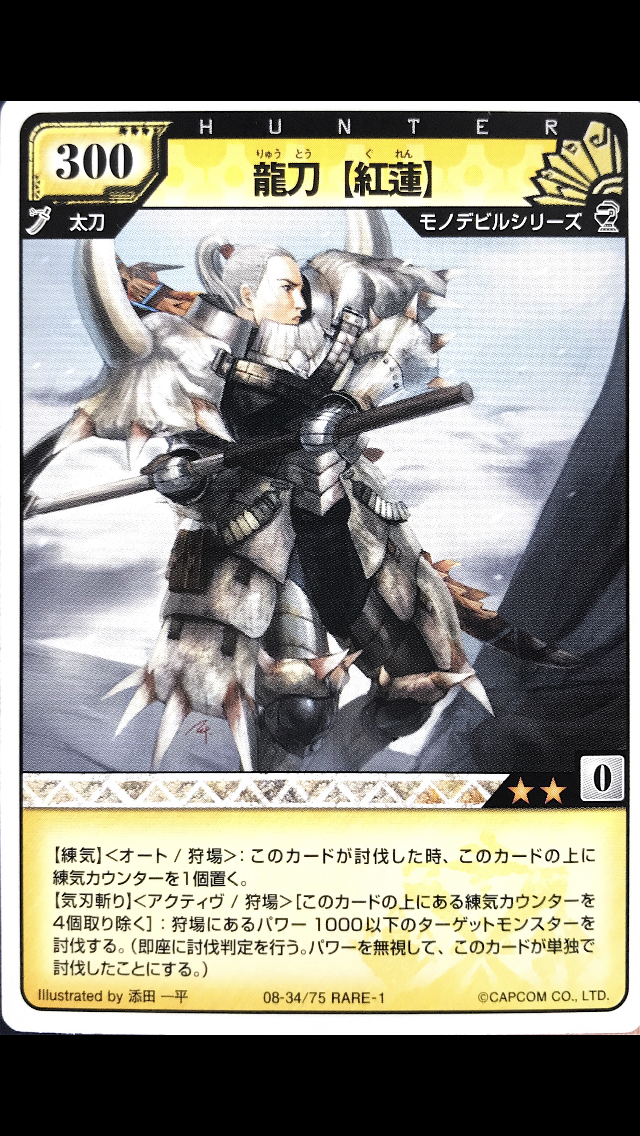 HUNTER
300
りゅう とう ぐ れん
龍刀【紅蓮】
太刀
モノデビルシリーズ
0
【練気】<オート / 狩場>：このカードが討伐した時、このカードの上に
練気カウンターを1個置く。
【気刃斬り】<アクティヴ / 狩場>[このカードの上にある練気カウンターを
4個取り除く]：狩場にあるパワー 1000以下のターゲットモンスターを
討伐する。（即座に討伐判定を行う。パワーを無視して、このカードが単独で
討伐したことにする。）
Illustrated by 添田 一平 08-34/75 RARE-1 ©CAPCOM CO., LTD.